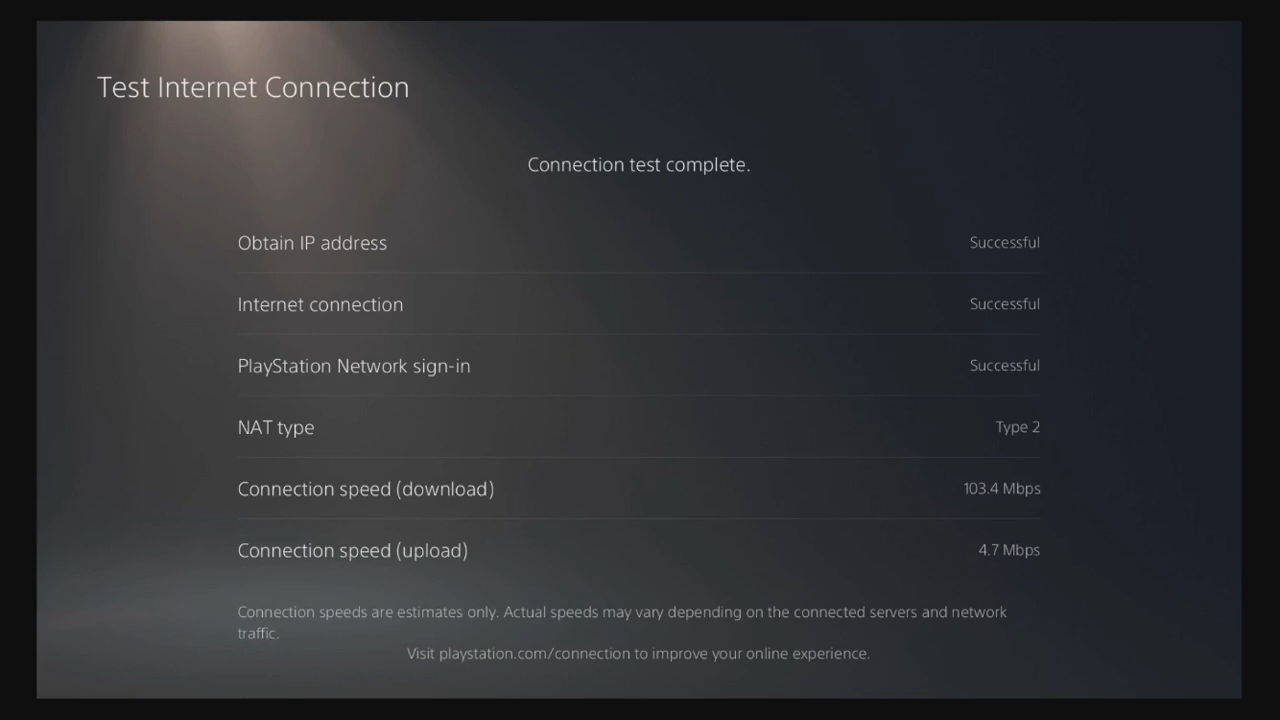 Test Internet Connection
Connection test complete.
Obtain IP address Successful
Internet connection Successful
PlayStation Network sign-in Successful
NAT type Type 2
Connection speed (download) 103.4 Mbps
Connection speed (upload) 4.7 Mbps
Connection speeds are estimates only. Actual speeds may vary depending on the connected servers and network
traffic.
Visit playstation.com/connection to improve your online experience.